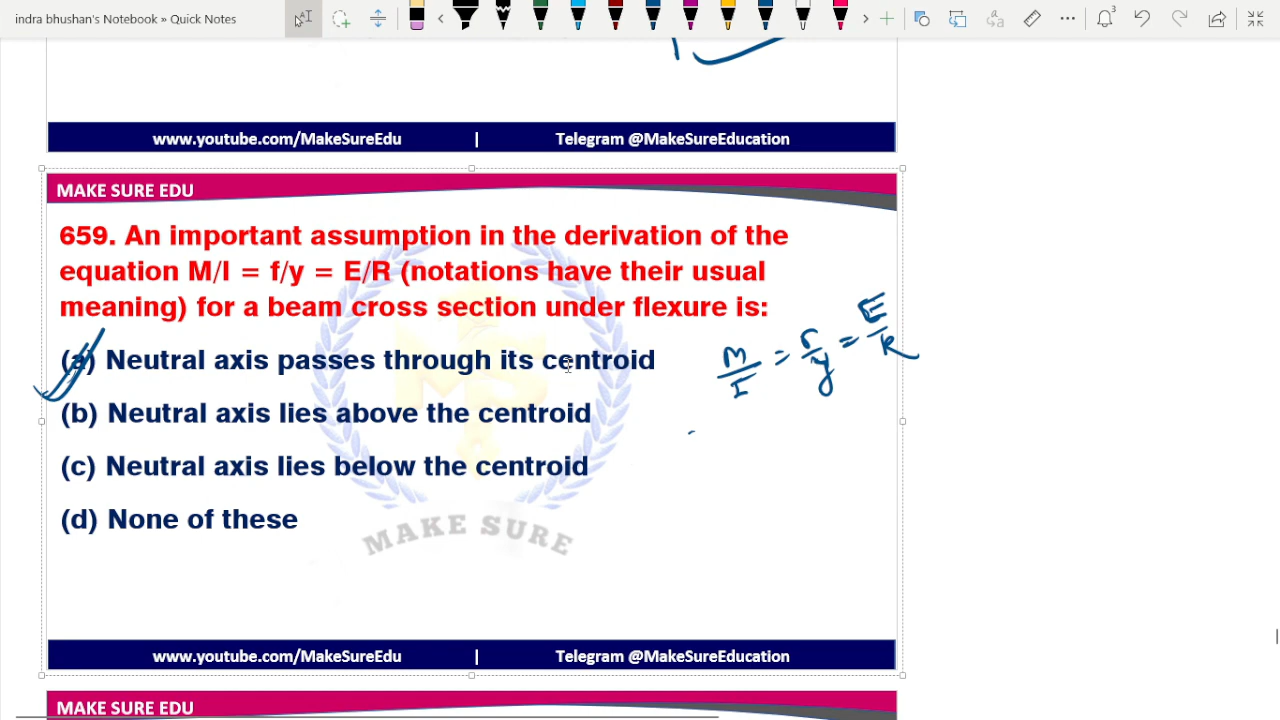 indra bhushan's Notebook » Quick Notes
3
www.youtube.com/MakeSureEdu | Telegram @MakeSureEducation
MAKE SURE EDU
659. An important assumption in the derivation of the
equation M/I = f/y = E/R (notations have their usual
meaning) for a beam cross section under flexure is:
M/I = σ/y = E/R
(a) Neutral axis passes through its centroid
(b) Neutral axis lies above the centroid
(c) Neutral axis lies below the centroid
(d) None of these
MAKE SURE
www.youtube.com/MakeSureEdu | Telegram @MakeSureEducation
MAKE SURE EDU